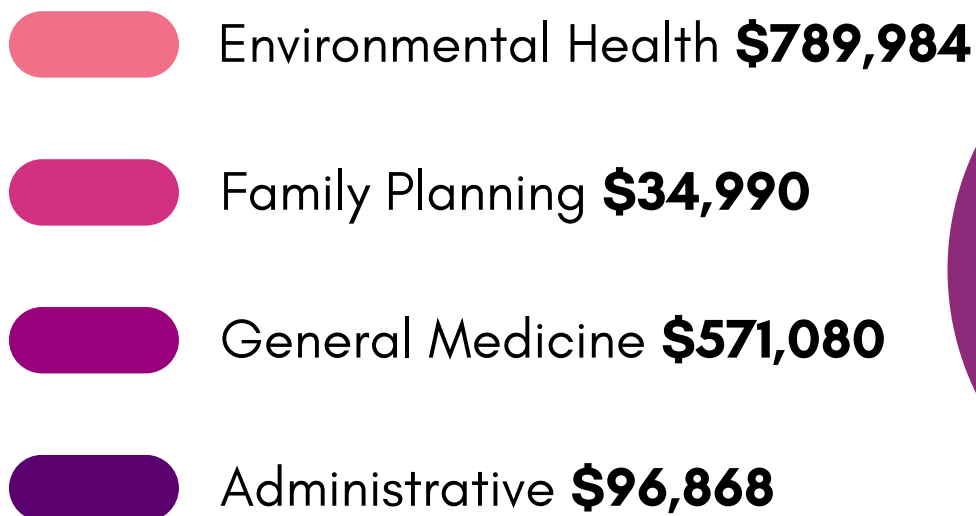 Environmental Health $789,984
Family Planning $34,990
General Medicine $571,080
Administrative $96,868